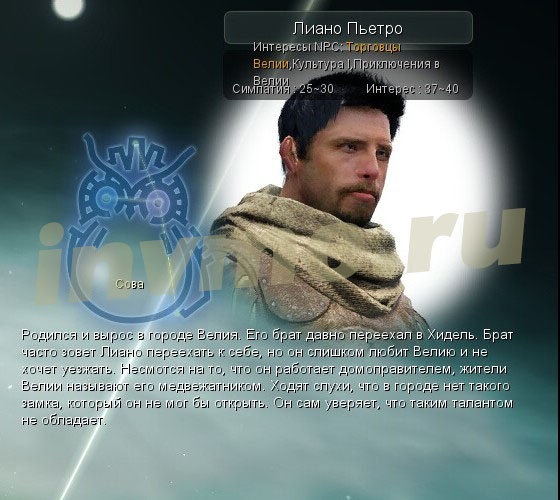 Лиано Пьетро
Интересы NPC: Торговцы
Велии,Культура I,Приключения в
Велии
Симпатия : 25~30 Интерес : 37~40
Сова
Родился и вырос в городе Велия. Его брат давно переехал в Хидель. Брат
часто зовет Лиано переехать к себе, но он слишком любит Велию и не
хочет уезжать. Несмотся на то, что он работает домоправителем, жители
Велии называют его медвежатником. Ходят слухи, что в городе нет такого
замка, который он не мог бы открыть. Он сам уверяет, что таким талантом
не обладает.